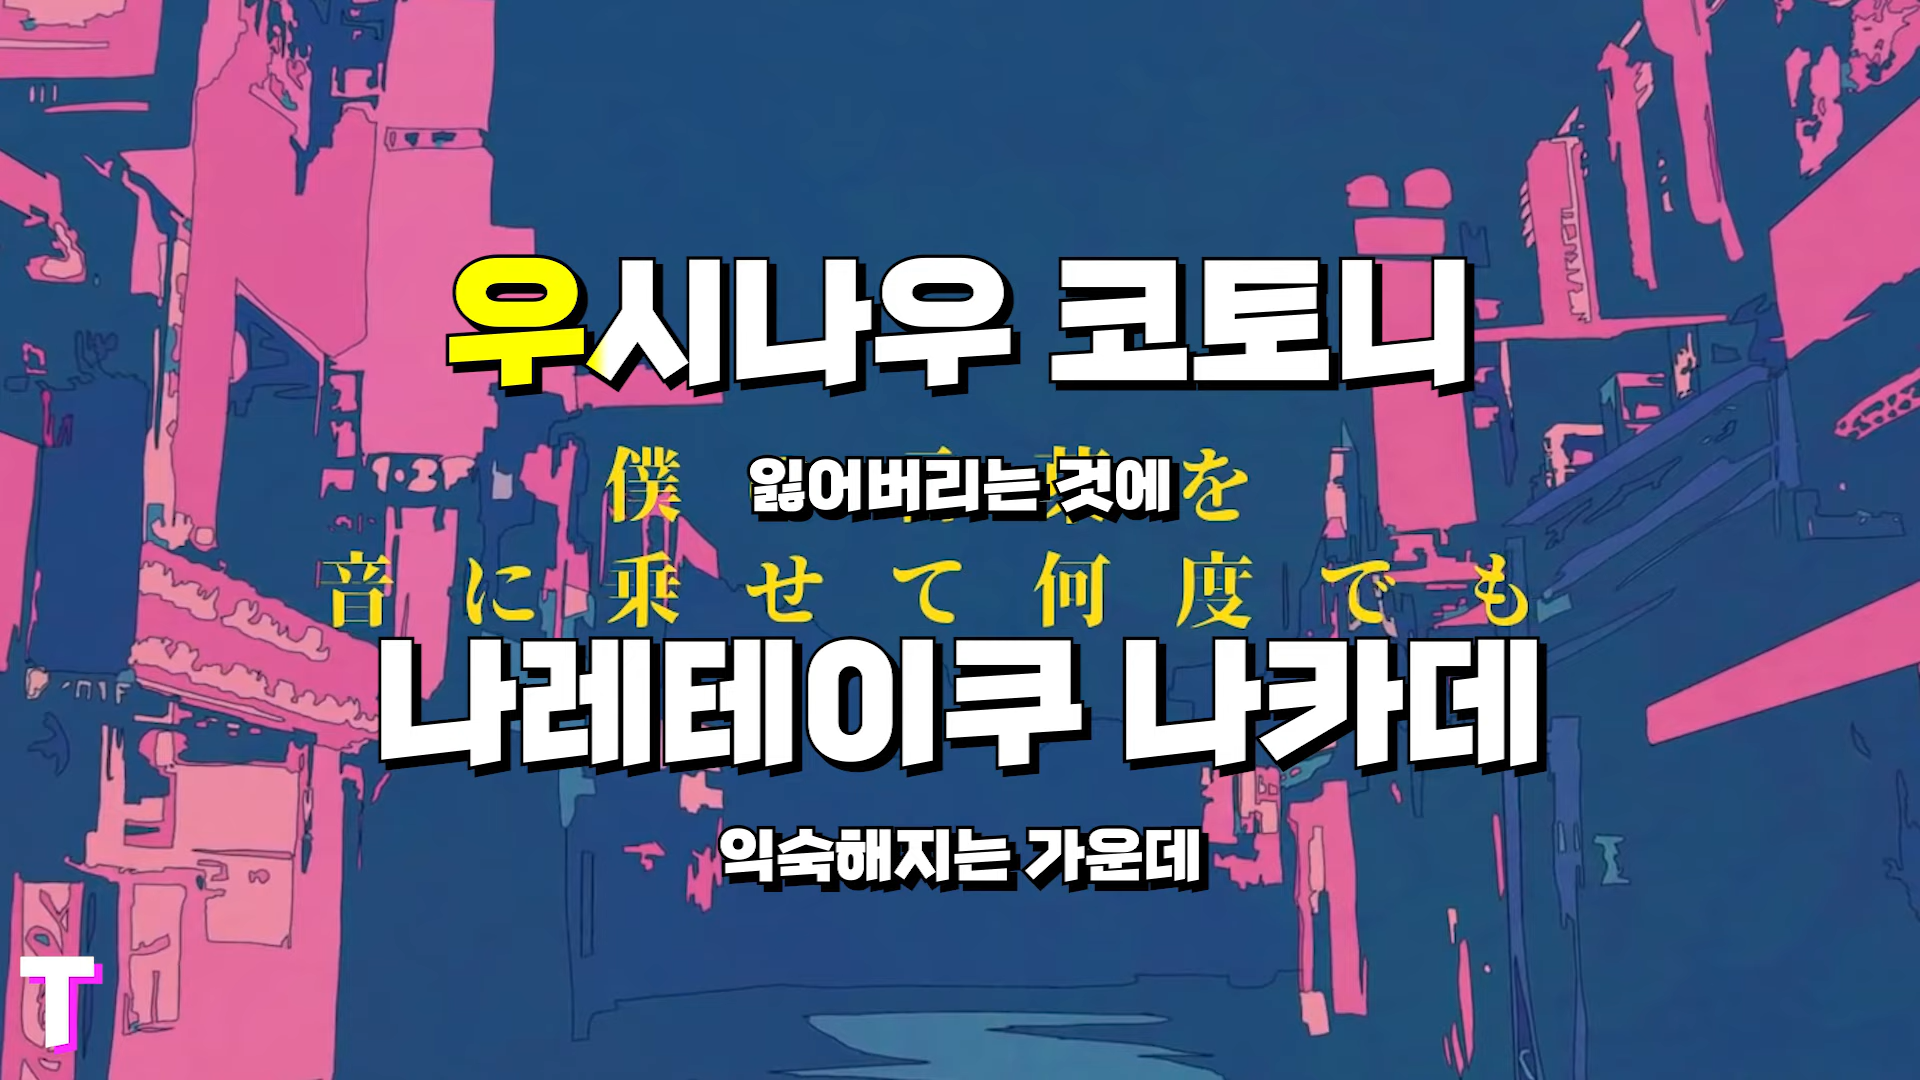 우시나우 코토니
僕 を
잃어버리는 것에
音に乗せて何度でも
나레테이쿠 나카데
익숙해지는 가운데
T